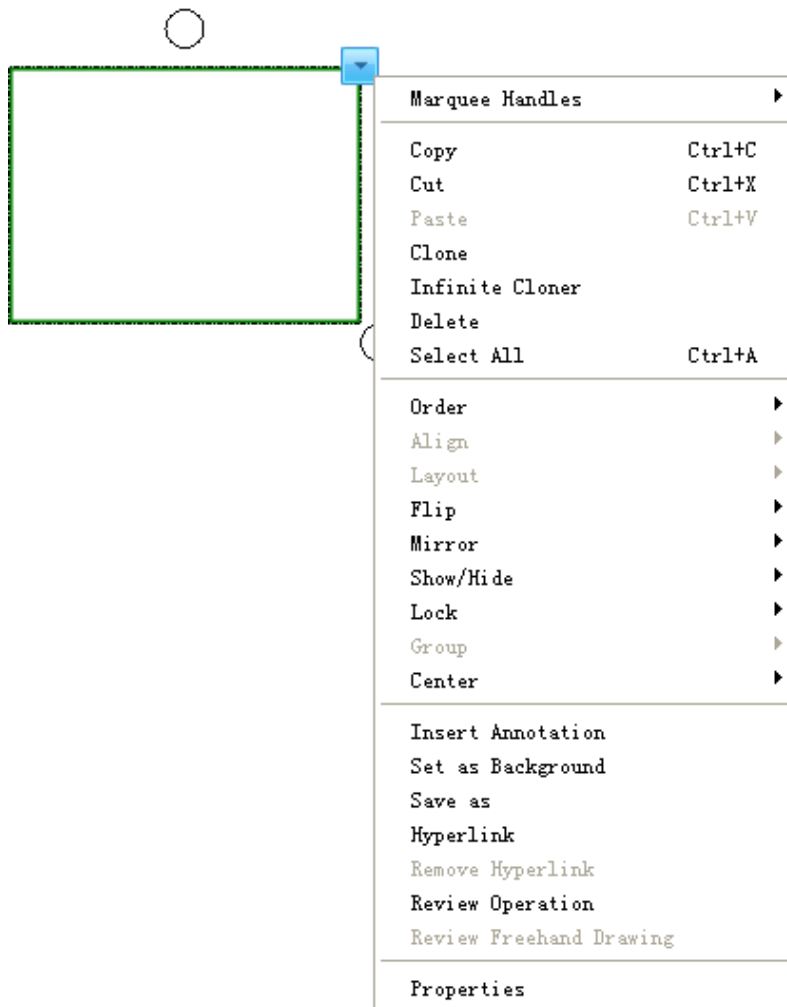 Marquee Handles
Copy Ctrl+C
Cut Ctrl+X
Paste Ctrl+V
Clone
Infinite Cloner
Delete
Select All Ctrl+A
Order
Align
Layout
Flip
Mirror
Show/Hide
Lock
Group
Center
Insert Annotation
Set as Background
Save as
Hyperlink
Remove Hyperlink
Review Operation
Review Freehand Drawing
Properties